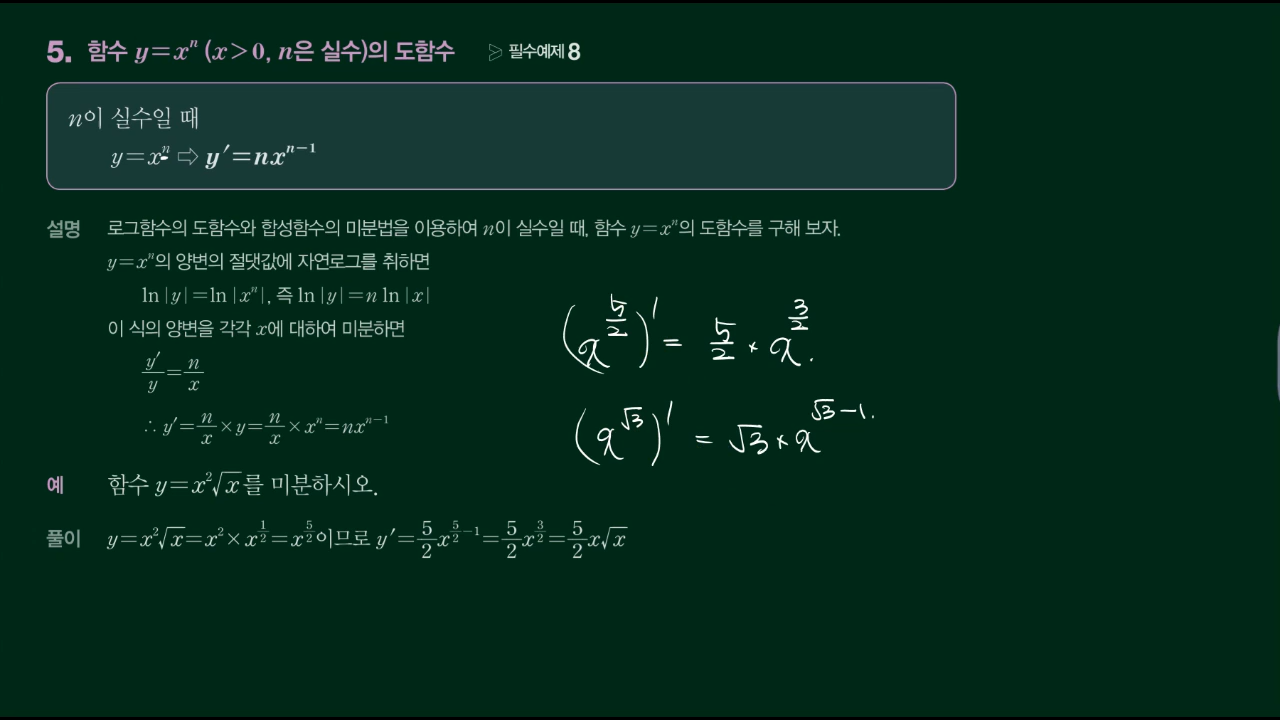 5. 함수 y=xⁿ (x>0, n은 실수)의 도함수 ▷ 필수예제 8
n이 실수일 때
y=xⁿ ⇨ y′=nxⁿ⁻¹
설명 로그함수의 도함수와 합성함수의 미분법을 이용하여 n이 실수일 때, 함수 y=xⁿ의 도함수를 구해 보자.
y=xⁿ의 양변의 절댓값에 자연로그를 취하면
ln|y|=ln|xⁿ|, 즉 ln|y|=n ln|x|
이 식의 양변을 각각 x에 대하여 미분하면
y′/y=n/x
∴ y′=n/x×y=n/x×xⁿ=nxⁿ⁻¹
(x^(5/2))′ = 5/2 × x^(3/2).
(x^(√3))′ = √3 × x^(√3−1).
예 함수 y=x²√x를 미분하시오.
풀이 y=x²√x=x²×x^(1/2)=x^(5/2)이므로 y′=5/2x^(5/2−1)=5/2x^(3/2)=5/2x√x